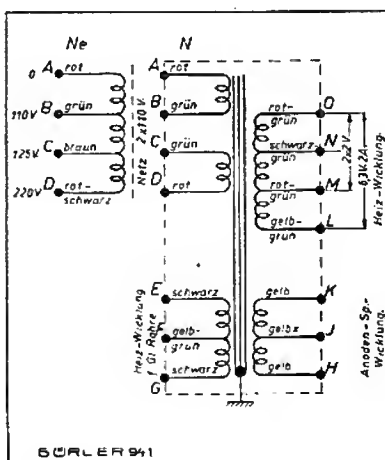 Ne
N
A
rot
0
B
grün
110V
C
braun
125V.
D
rot-
schwarz
220V
Netz 2x110V.
A
rot
B
grün
C
grün
D
rot
E
schwarz
F
gelb-
grün
G
schwarz
Heiz-Wicklung
f. Gl. Röhre
rot-
grün
O
schwarz-
grün
N
rot-
grün
M
gelb-
grün
L
2x2V
6,3V.2A
Heiz-Wicklung.
gelb
K
gelbx
J
gelb
H
Anoden-Sp.-
Wicklung.
GÖRLER 941